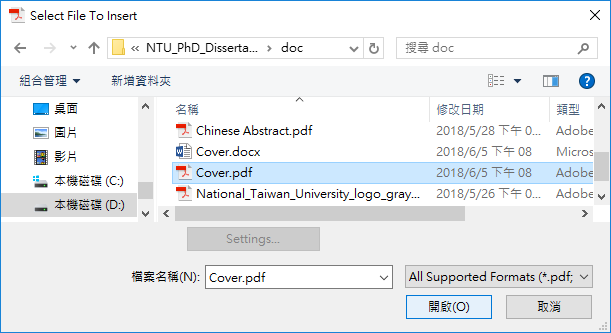 Select File To Insert
« NTU_PhD_Disserta... › doc
搜尋 doc
組合管理 新增資料夾
桌面
圖片
影片
本機磁碟 (C:)
本機磁碟 (D:)
名稱 修改日期 類型
Chinese Abstract.pdf 2018/5/28 下午 0... Adobe
Cover.docx 2018/6/5 下午 08 Micros
Cover.pdf 2018/6/5 下午 08 Adobe
National_Taiwan_University_logo_gray... 2018/5/26 下午 0... Adobe
Settings...
檔案名稱(N): Cover.pdf All Supported Formats (*.pdf;
開啟(O) 取消